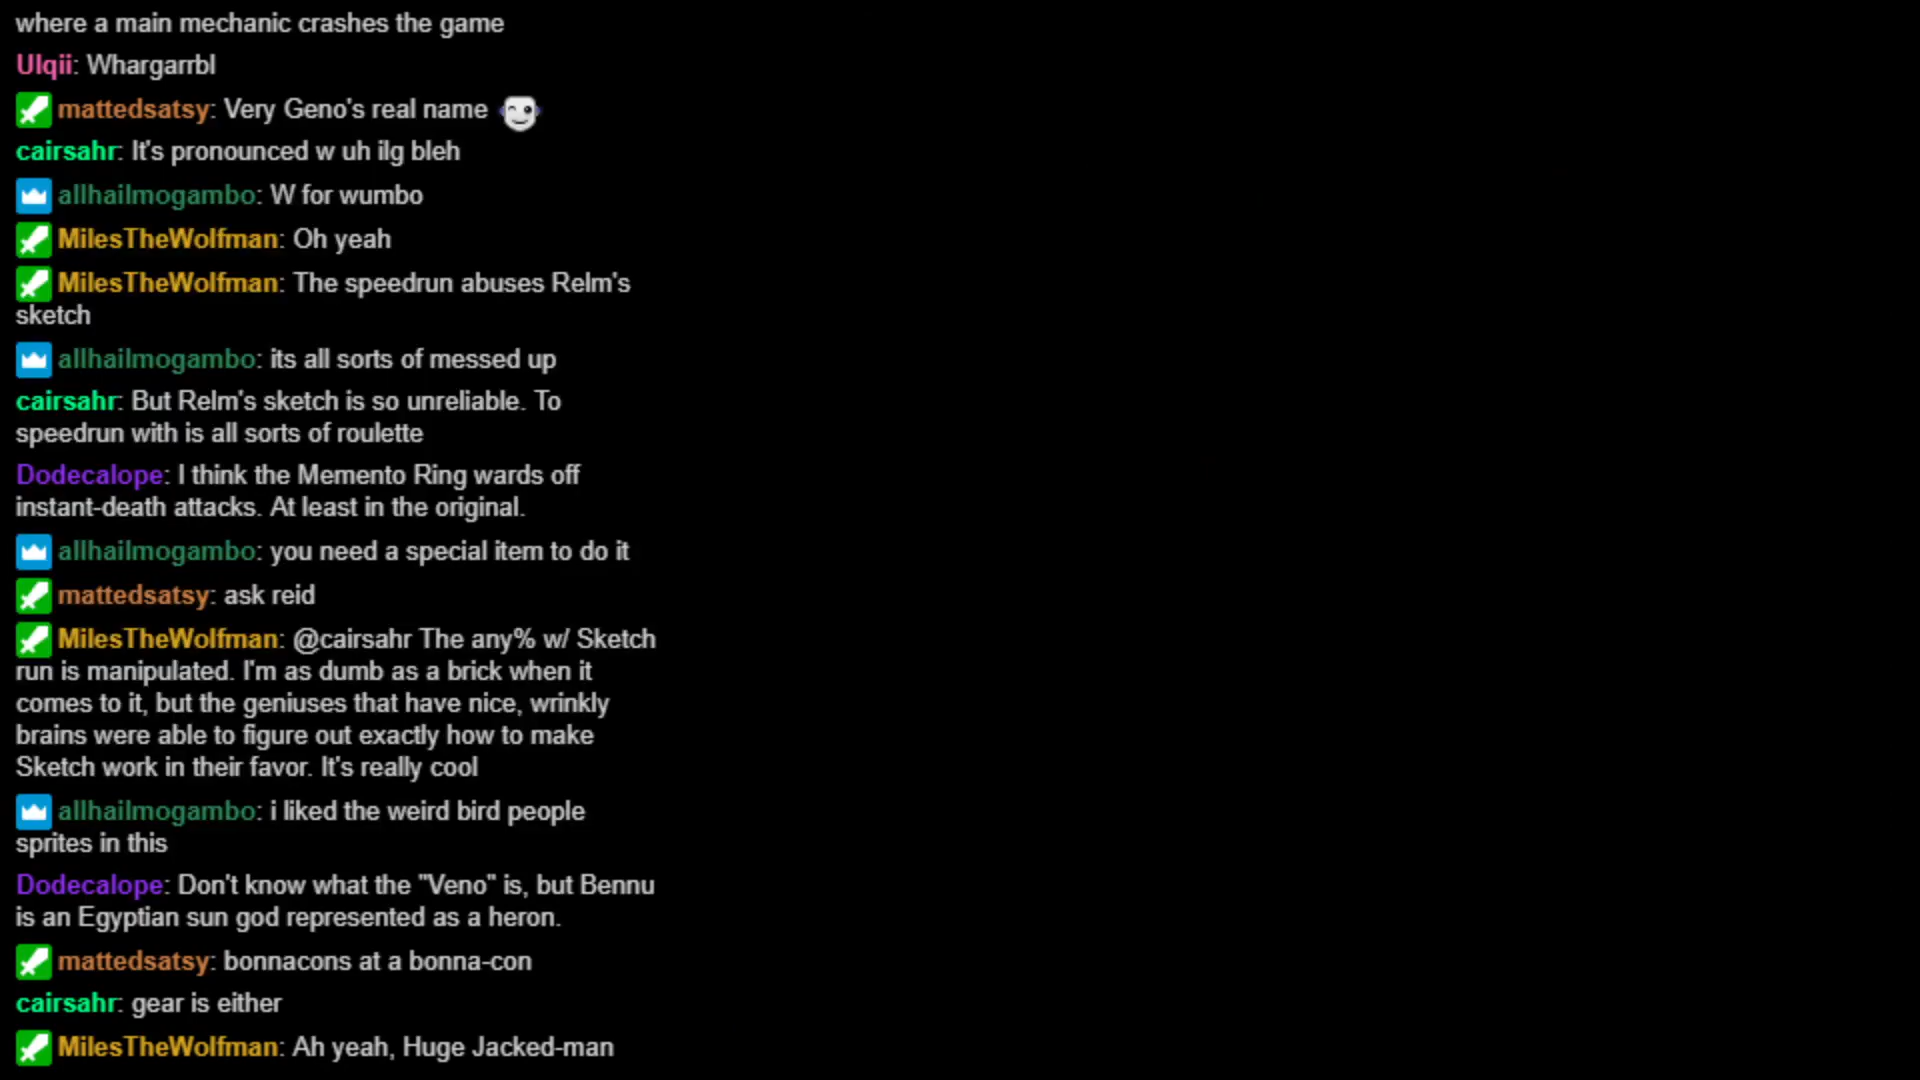 where a main mechanic crashes the game
Ulqii: Whargarrbl
mattedsatsy: Very Geno's real name
cairsahr: It's pronounced w uh ilg bleh
allhailmogambo: W for wumbo
MilesTheWolfman: Oh yeah
MilesTheWolfman: The speedrun abuses Relm's
sketch
allhailmogambo: its all sorts of messed up
cairsahr: But Relm's sketch is so unreliable. To
speedrun with is all sorts of roulette
Dodecalope: I think the Memento Ring wards off
instant-death attacks. At least in the original.
allhailmogambo: you need a special item to do it
mattedsatsy: ask reid
MilesTheWolfman: @cairsahr The any% w/ Sketch
run is manipulated. I'm as dumb as a brick when it
comes to it, but the geniuses that have nice, wrinkly
brains were able to figure out exactly how to make
Sketch work in their favor. It's really cool
allhailmogambo: i liked the weird bird people
sprites in this
Dodecalope: Don't know what the "Veno" is, but Bennu
is an Egyptian sun god represented as a heron.
mattedsatsy: bonnacons at a bonna-con
cairsahr: gear is either
MilesTheWolfman: Ah yeah, Huge Jacked-man